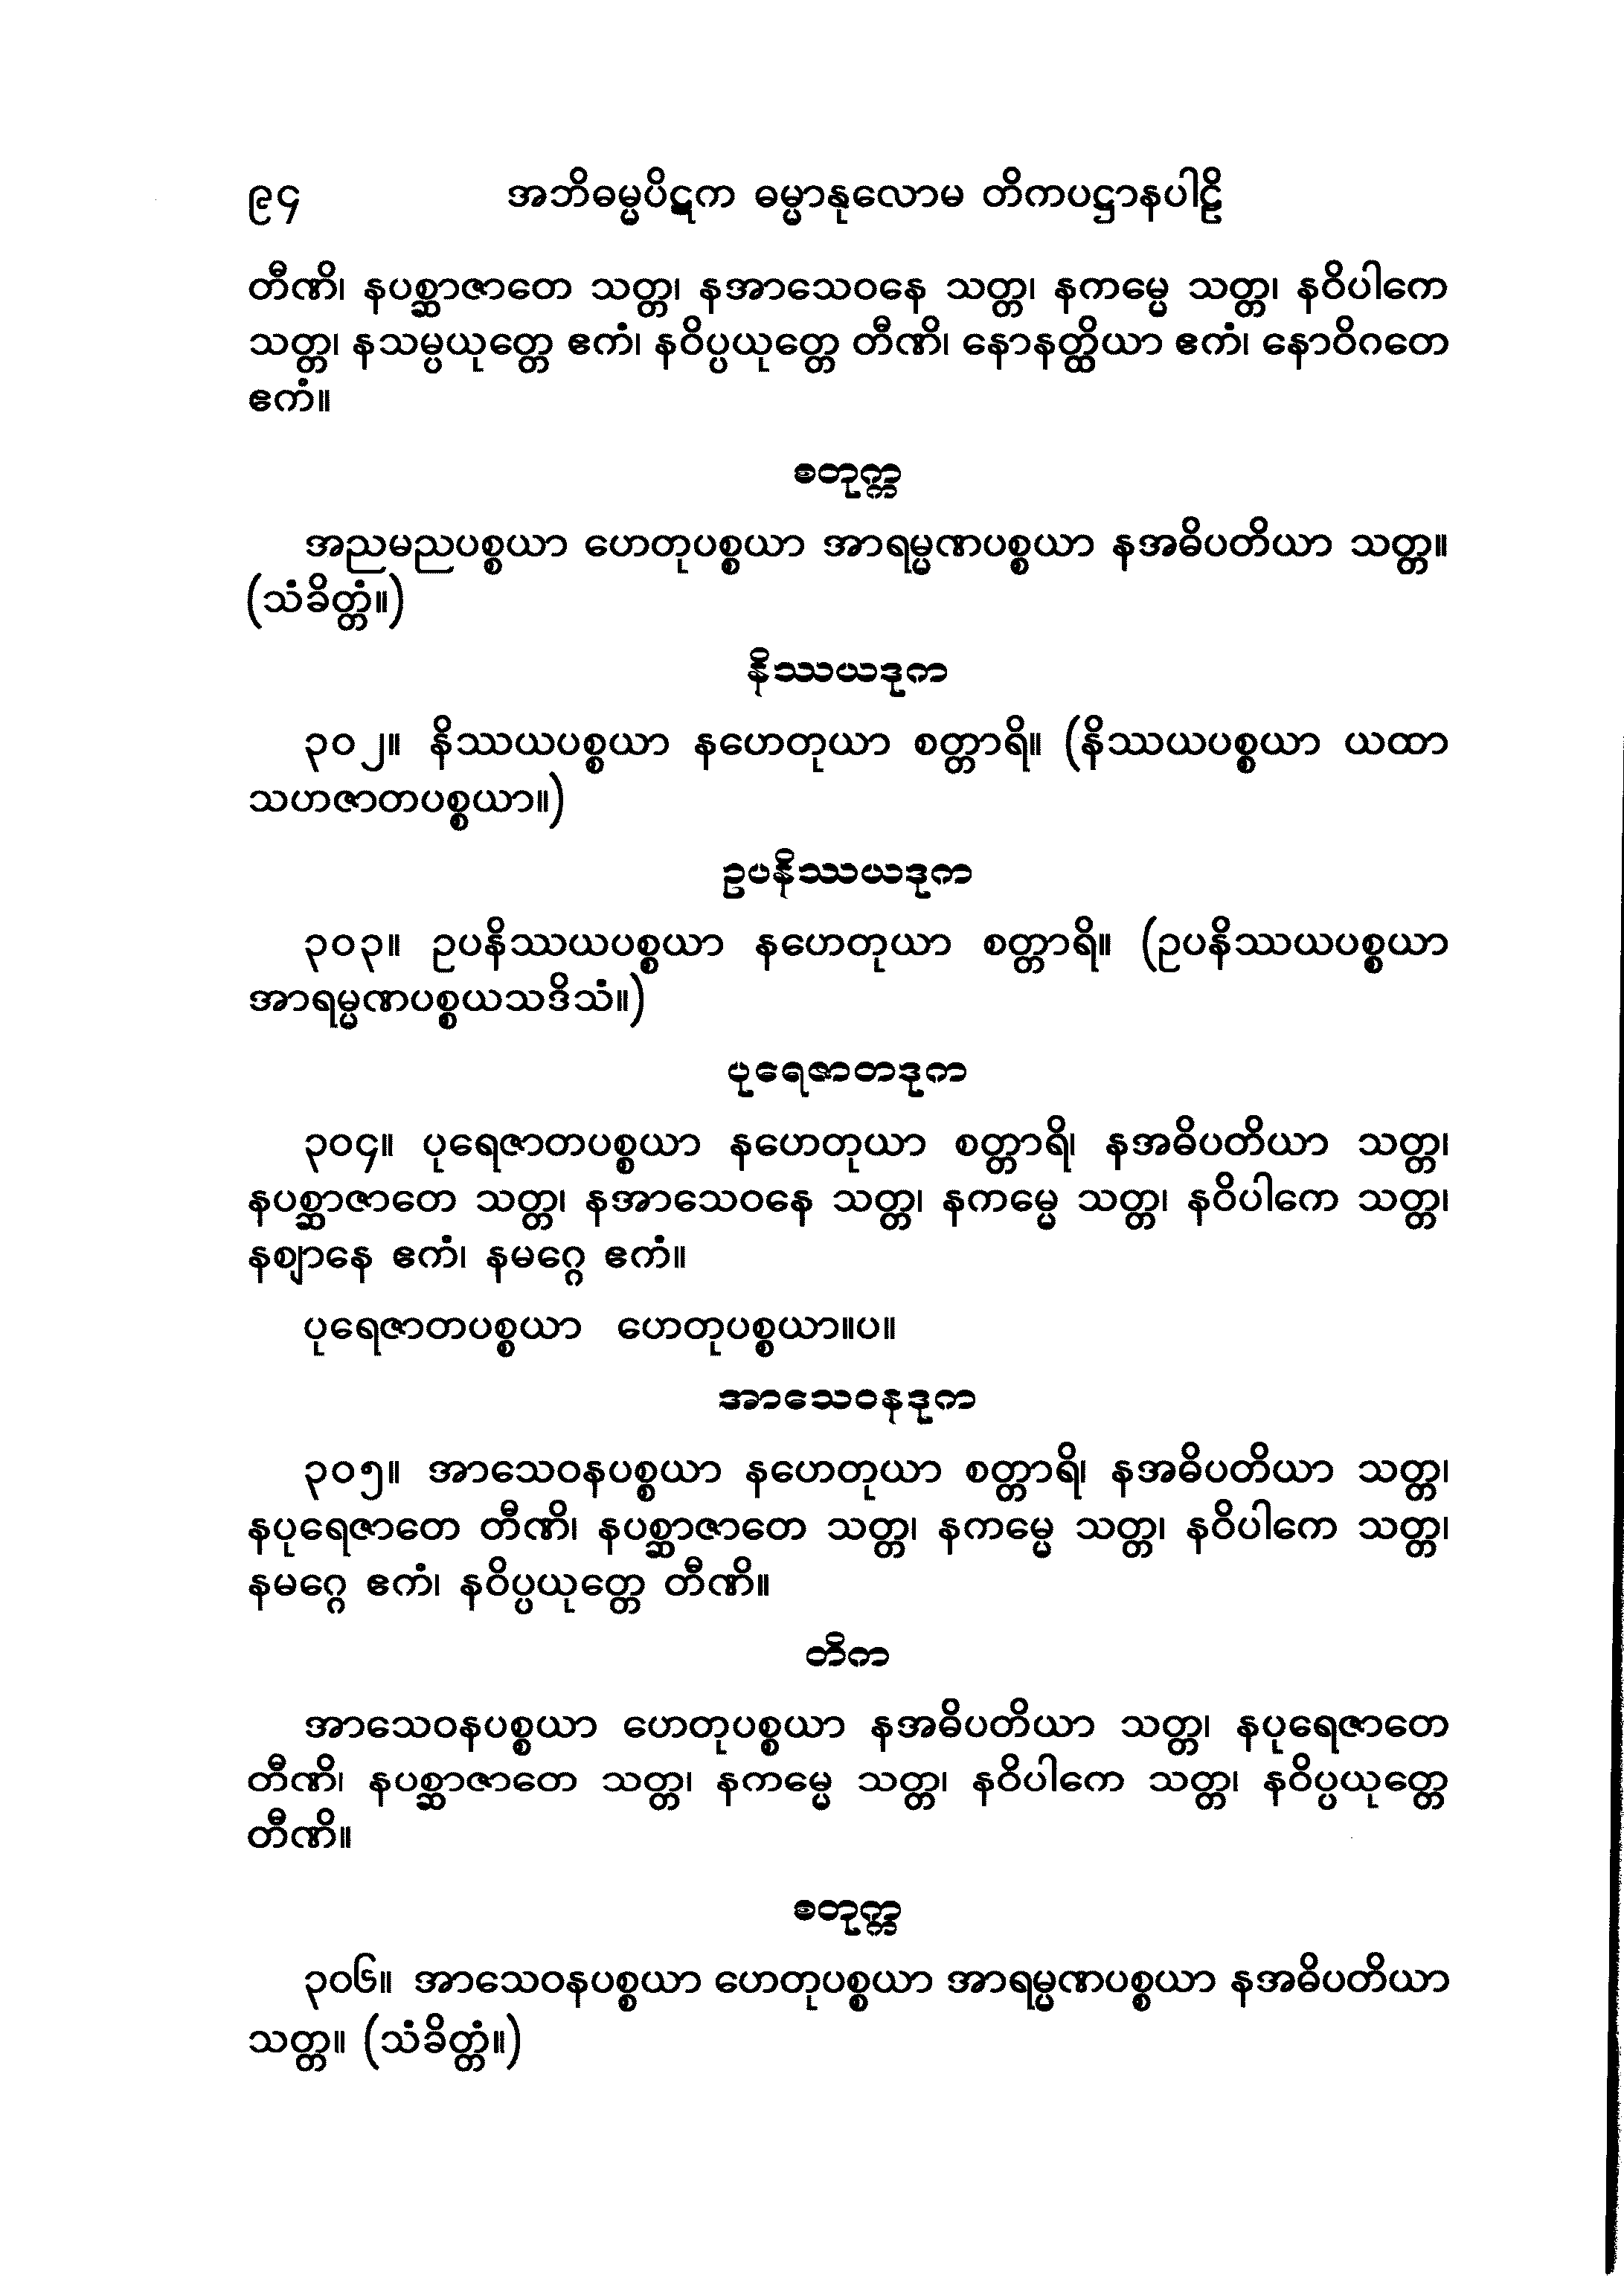 ၉၄ အဘိဓမ္မပိဋက ဓမ္မာနုလောမ တိကပဋ္ဌာနပါဠိ
တီဏိ၊ နပစ္ဆာဇာတေ သတ္တ၊ နအာသေဝနေ သတ္တ၊ နကမ္မေ သတ္တ၊ နဝိပါကေ
သတ္တ၊ နသမ္ပယုတ္တေ ဧကံ၊ နဝိပ္ပယုတ္တေ တီဏိ၊ နောနတ္ထိယာ ဧကံ၊ နောဝိဂတေ
ဧကံ။
စတုက္က
အညမညပစ္စယာ ဟေတုပစ္စယာ အာရမ္မဏပစ္စယာ နအဓိပတိယာ သတ္တ။
(သံခိတ္တံ။)
နိဿယဒုက
၃၀၂။ နိဿယပစ္စယာ နဟေတုယာ စတ္တာရိ။ (နိဿယပစ္စယာ ယထာ
သဟဇာတပစ္စယာ။)
ဥပနိဿယဒုက
၃၀၃။ ဥပနိဿယပစ္စယာ နဟေတုယာ စတ္တာရိ။ (ဥပနိဿယပစ္စယာ
အာရမ္မဏပစ္စယသဒိသံ။)
ပုရေဇာတဒုက
၃၀၄။ ပုရေဇာတပစ္စယာ နဟေတုယာ စတ္တာရိ၊ နအဓိပတိယာ သတ္တ၊
နပစ္ဆာဇာတေ သတ္တ၊ နအာသေဝနေ သတ္တ၊ နကမ္မေ သတ္တ၊ နဝိပါကေ သတ္တ၊
နဈာနေ ဧကံ၊ နမဂ္ဂေ ဧကံ။
ပုရေဇာတပစ္စယာ ဟေတုပစ္စယာ။ပ။
အာသေဝနဒုက
၃၀၅။ အာသေဝနပစ္စယာ နဟေတုယာ စတ္တာရိ၊ နအဓိပတိယာ သတ္တ၊
နပုရေဇာတေ တီဏိ၊ နပစ္ဆာဇာတေ သတ္တ၊ နကမ္မေ သတ္တ၊ နဝိပါကေ သတ္တ၊
နမဂ္ဂေ ဧကံ၊ နဝိပ္ပယုတ္တေ တီဏိ။
တိက
အာသေဝနပစ္စယာ ဟေတုပစ္စယာ နအဓိပတိယာ သတ္တ၊ နပုရေဇာတေ
တီဏိ၊ နပစ္ဆာဇာတေ သတ္တ၊ နကမ္မေ သတ္တ၊ နဝိပါကေ သတ္တ၊ နဝိပ္ပယုတ္တေ
တီဏိ။
စတုက္က
၃၀၆။ အာသေဝနပစ္စယာ ဟေတုပစ္စယာ အာရမ္မဏပစ္စယာ နအဓိပတိယာ
သတ္တ။ (သံခိတ္တံ။)